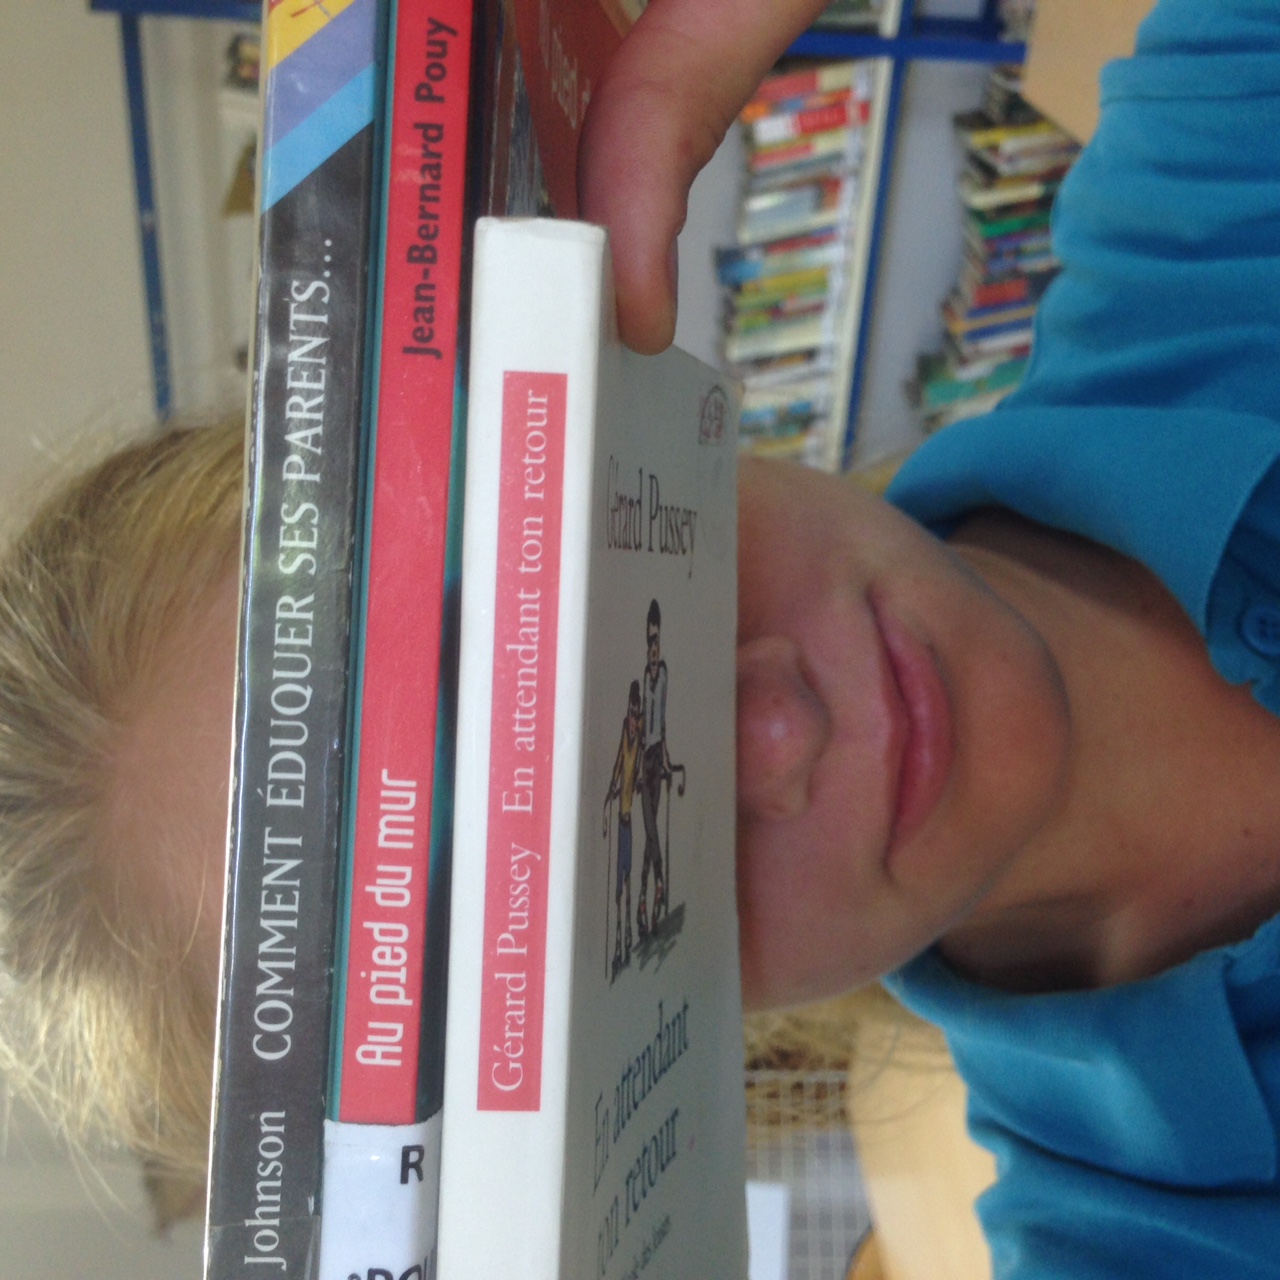 Johnson COMMENT ÉDUQUER SES PARENTS...
Au pied du mur Jean-Bernard Pouy
R
Gérard Pussey En attendant ton retour
Gérard Pussey
En attendant
ton retour